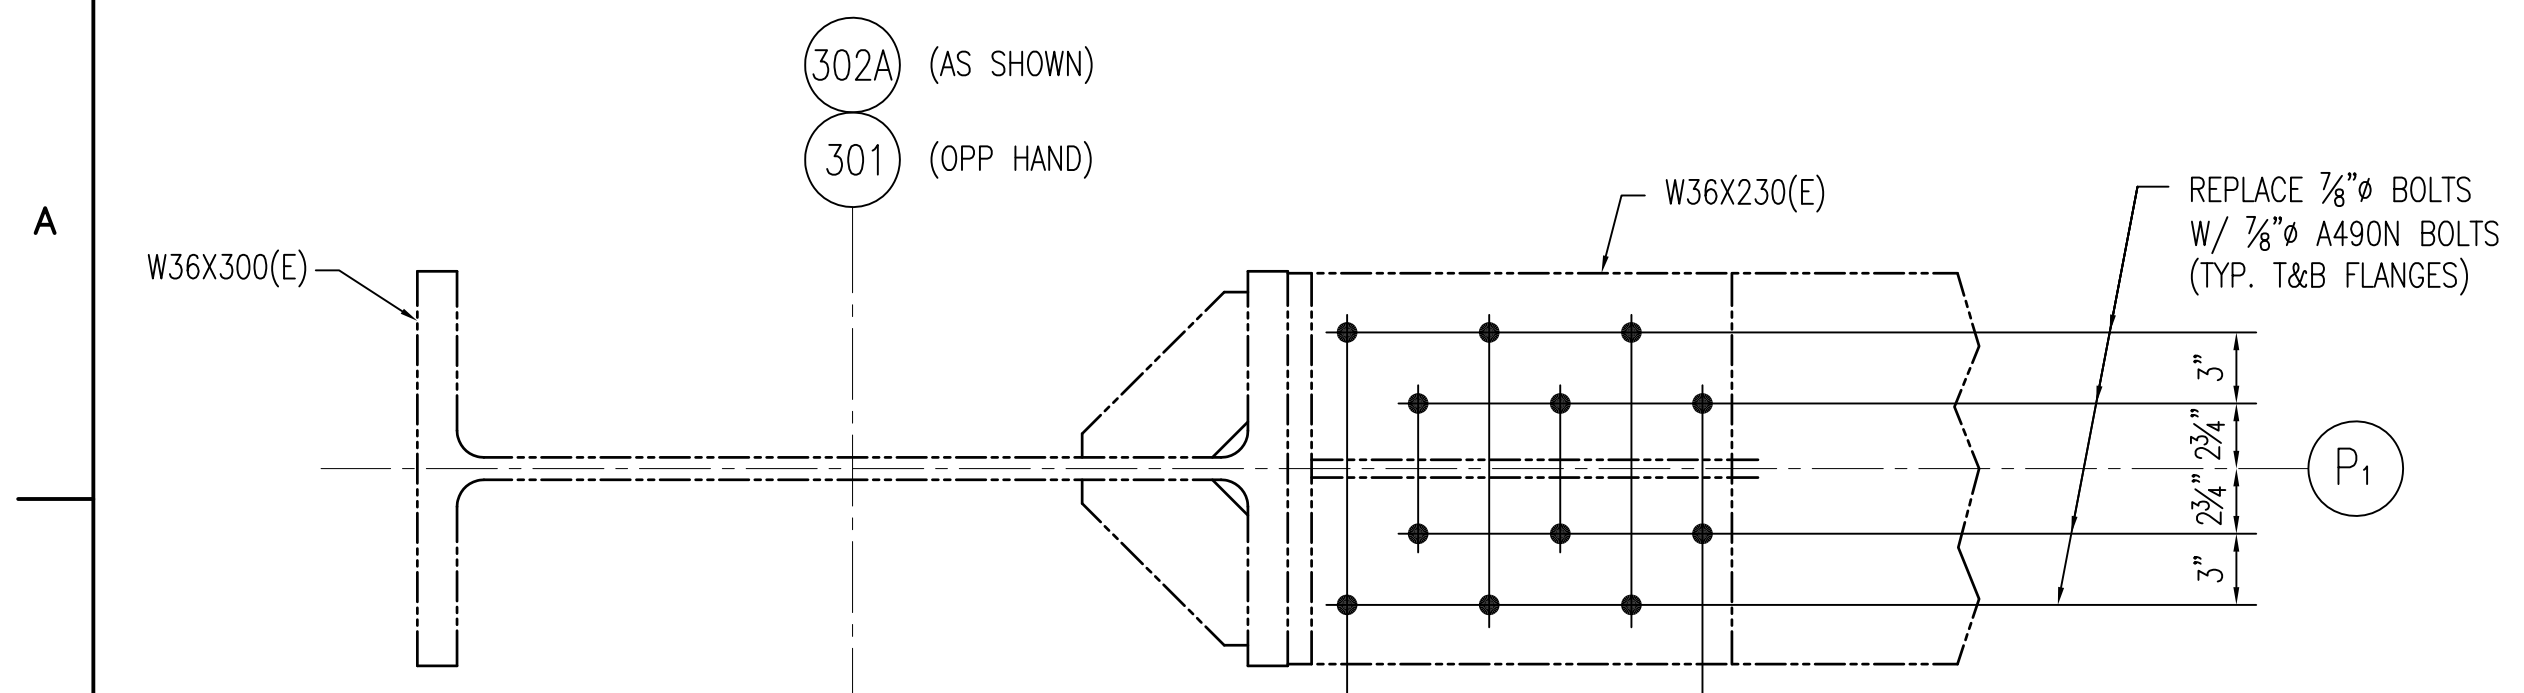 302A (AS SHOWN)
301 (OPP HAND)
A
W36X300(E)
W36X230(E)
REPLACE ⅞"ø BOLTS
W/ ⅞"ø A490N BOLTS
(TYP. T&B FLANGES)
3"
2¾"
2¾"
3"
P1